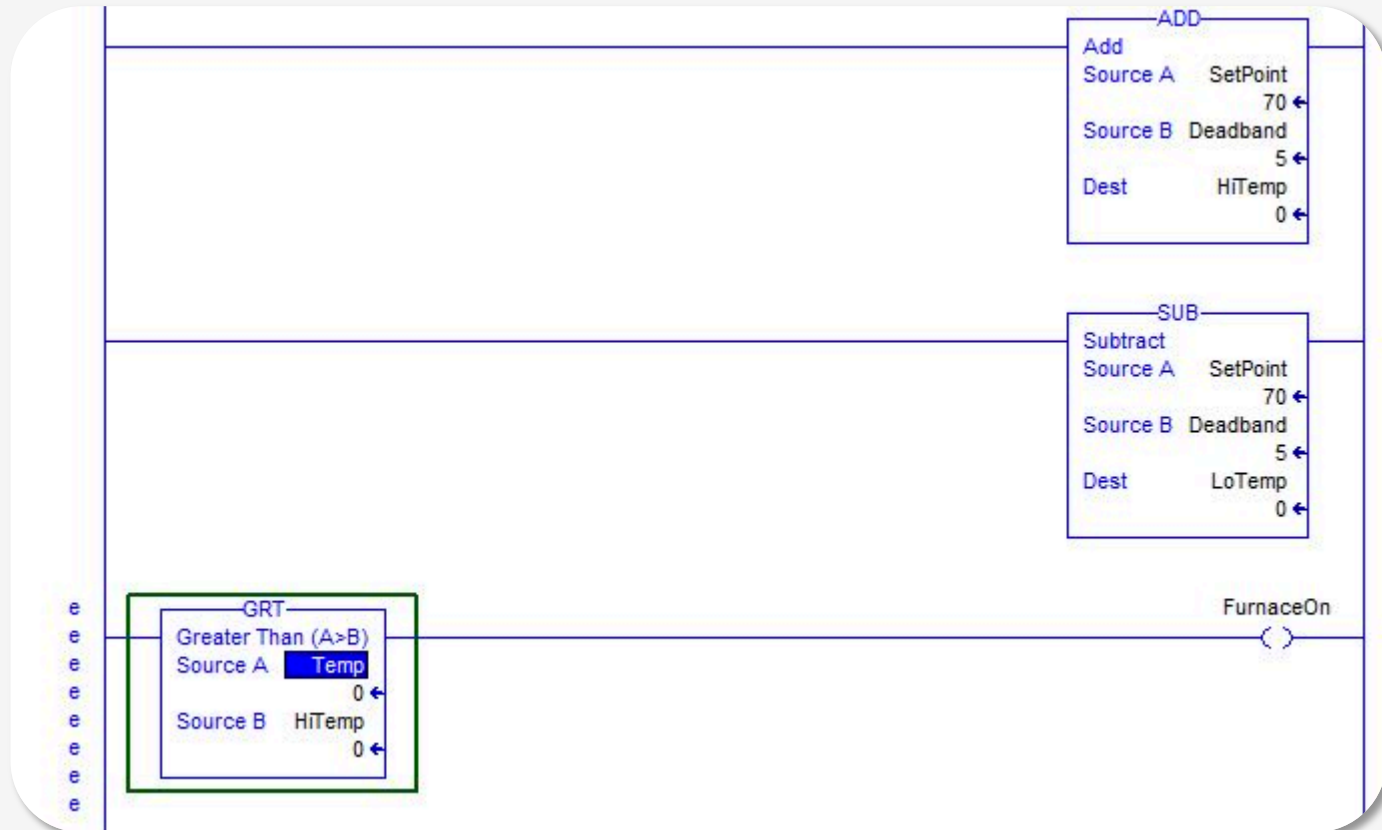 ADD
Add
Source A SetPoint
70
Source B Deadband
5
Dest HiTemp
0
SUB
Subtract
Source A SetPoint
70
Source B Deadband
5
Dest LoTemp
0
e
e
e
e
e
e
e
e
GRT
Greater Than (A>B)
Source A Temp
0
Source B HiTemp
0
FurnaceOn